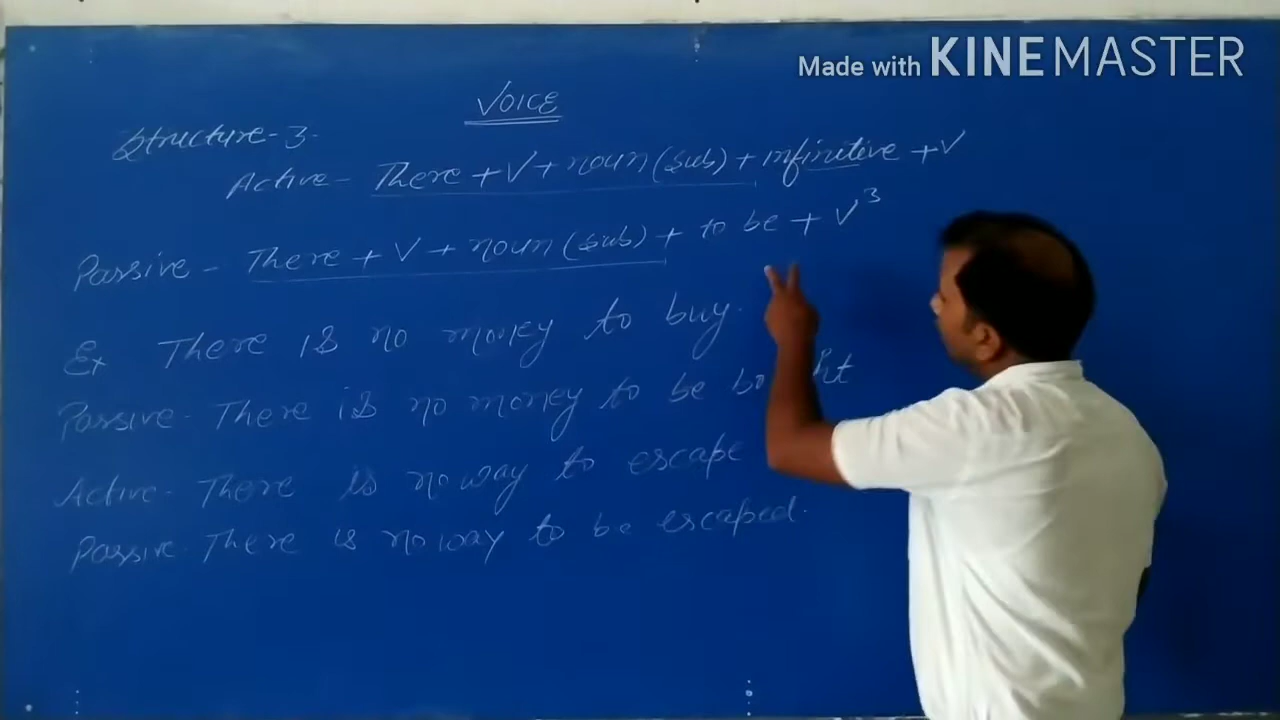 Made with KINEMASTER
VOICE
Structure-3.
Active- There + V + noun (sub) + infinitive + V
Passive - There + V + noun (sub) + to be + V³
Ex There is no money to buy.
Passive- There is no money to be
Active- There is no way to escape
Passive- There is no way to be escaped.